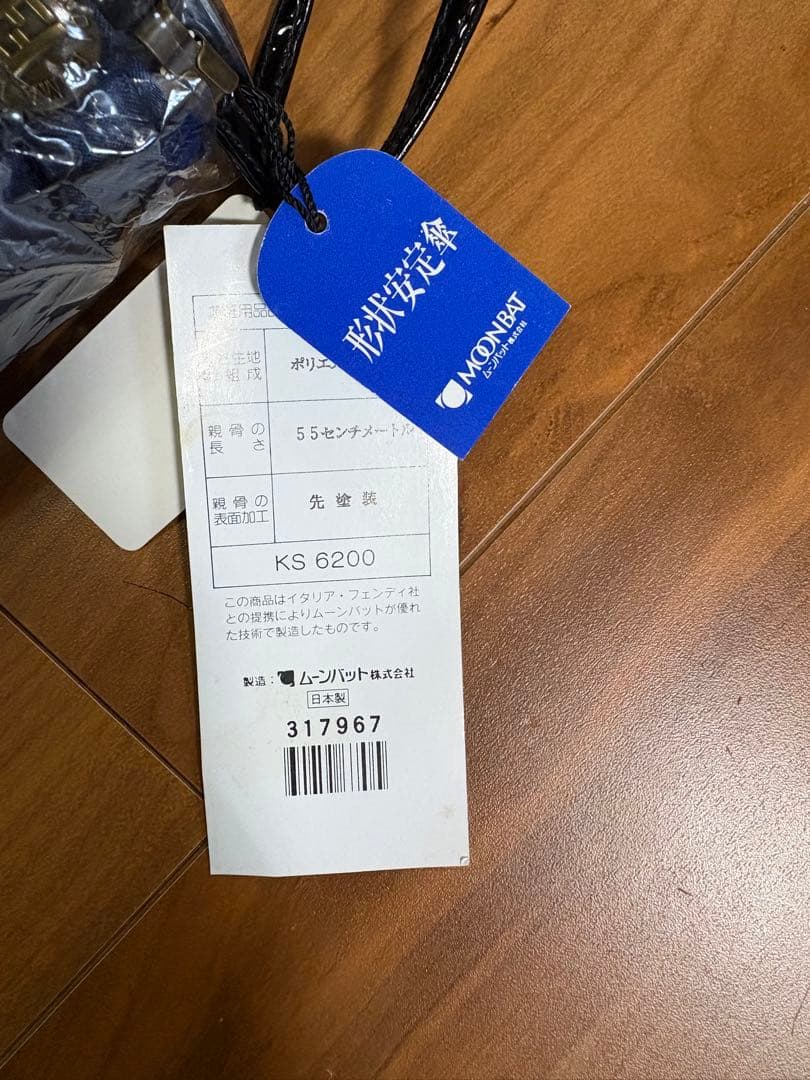 形状安定傘
MOONBAT
ムーンバット株式会社
組成
ポリエ
親骨の
長さ
55センチメートル
親骨の
表面加工
先塗装
KS 6200
この商品はイタリア・フェンディ社
との提携によりムーンバットが優れ
た技術で製造したものです。
製造:ムーンバット株式会社
日本製
317967